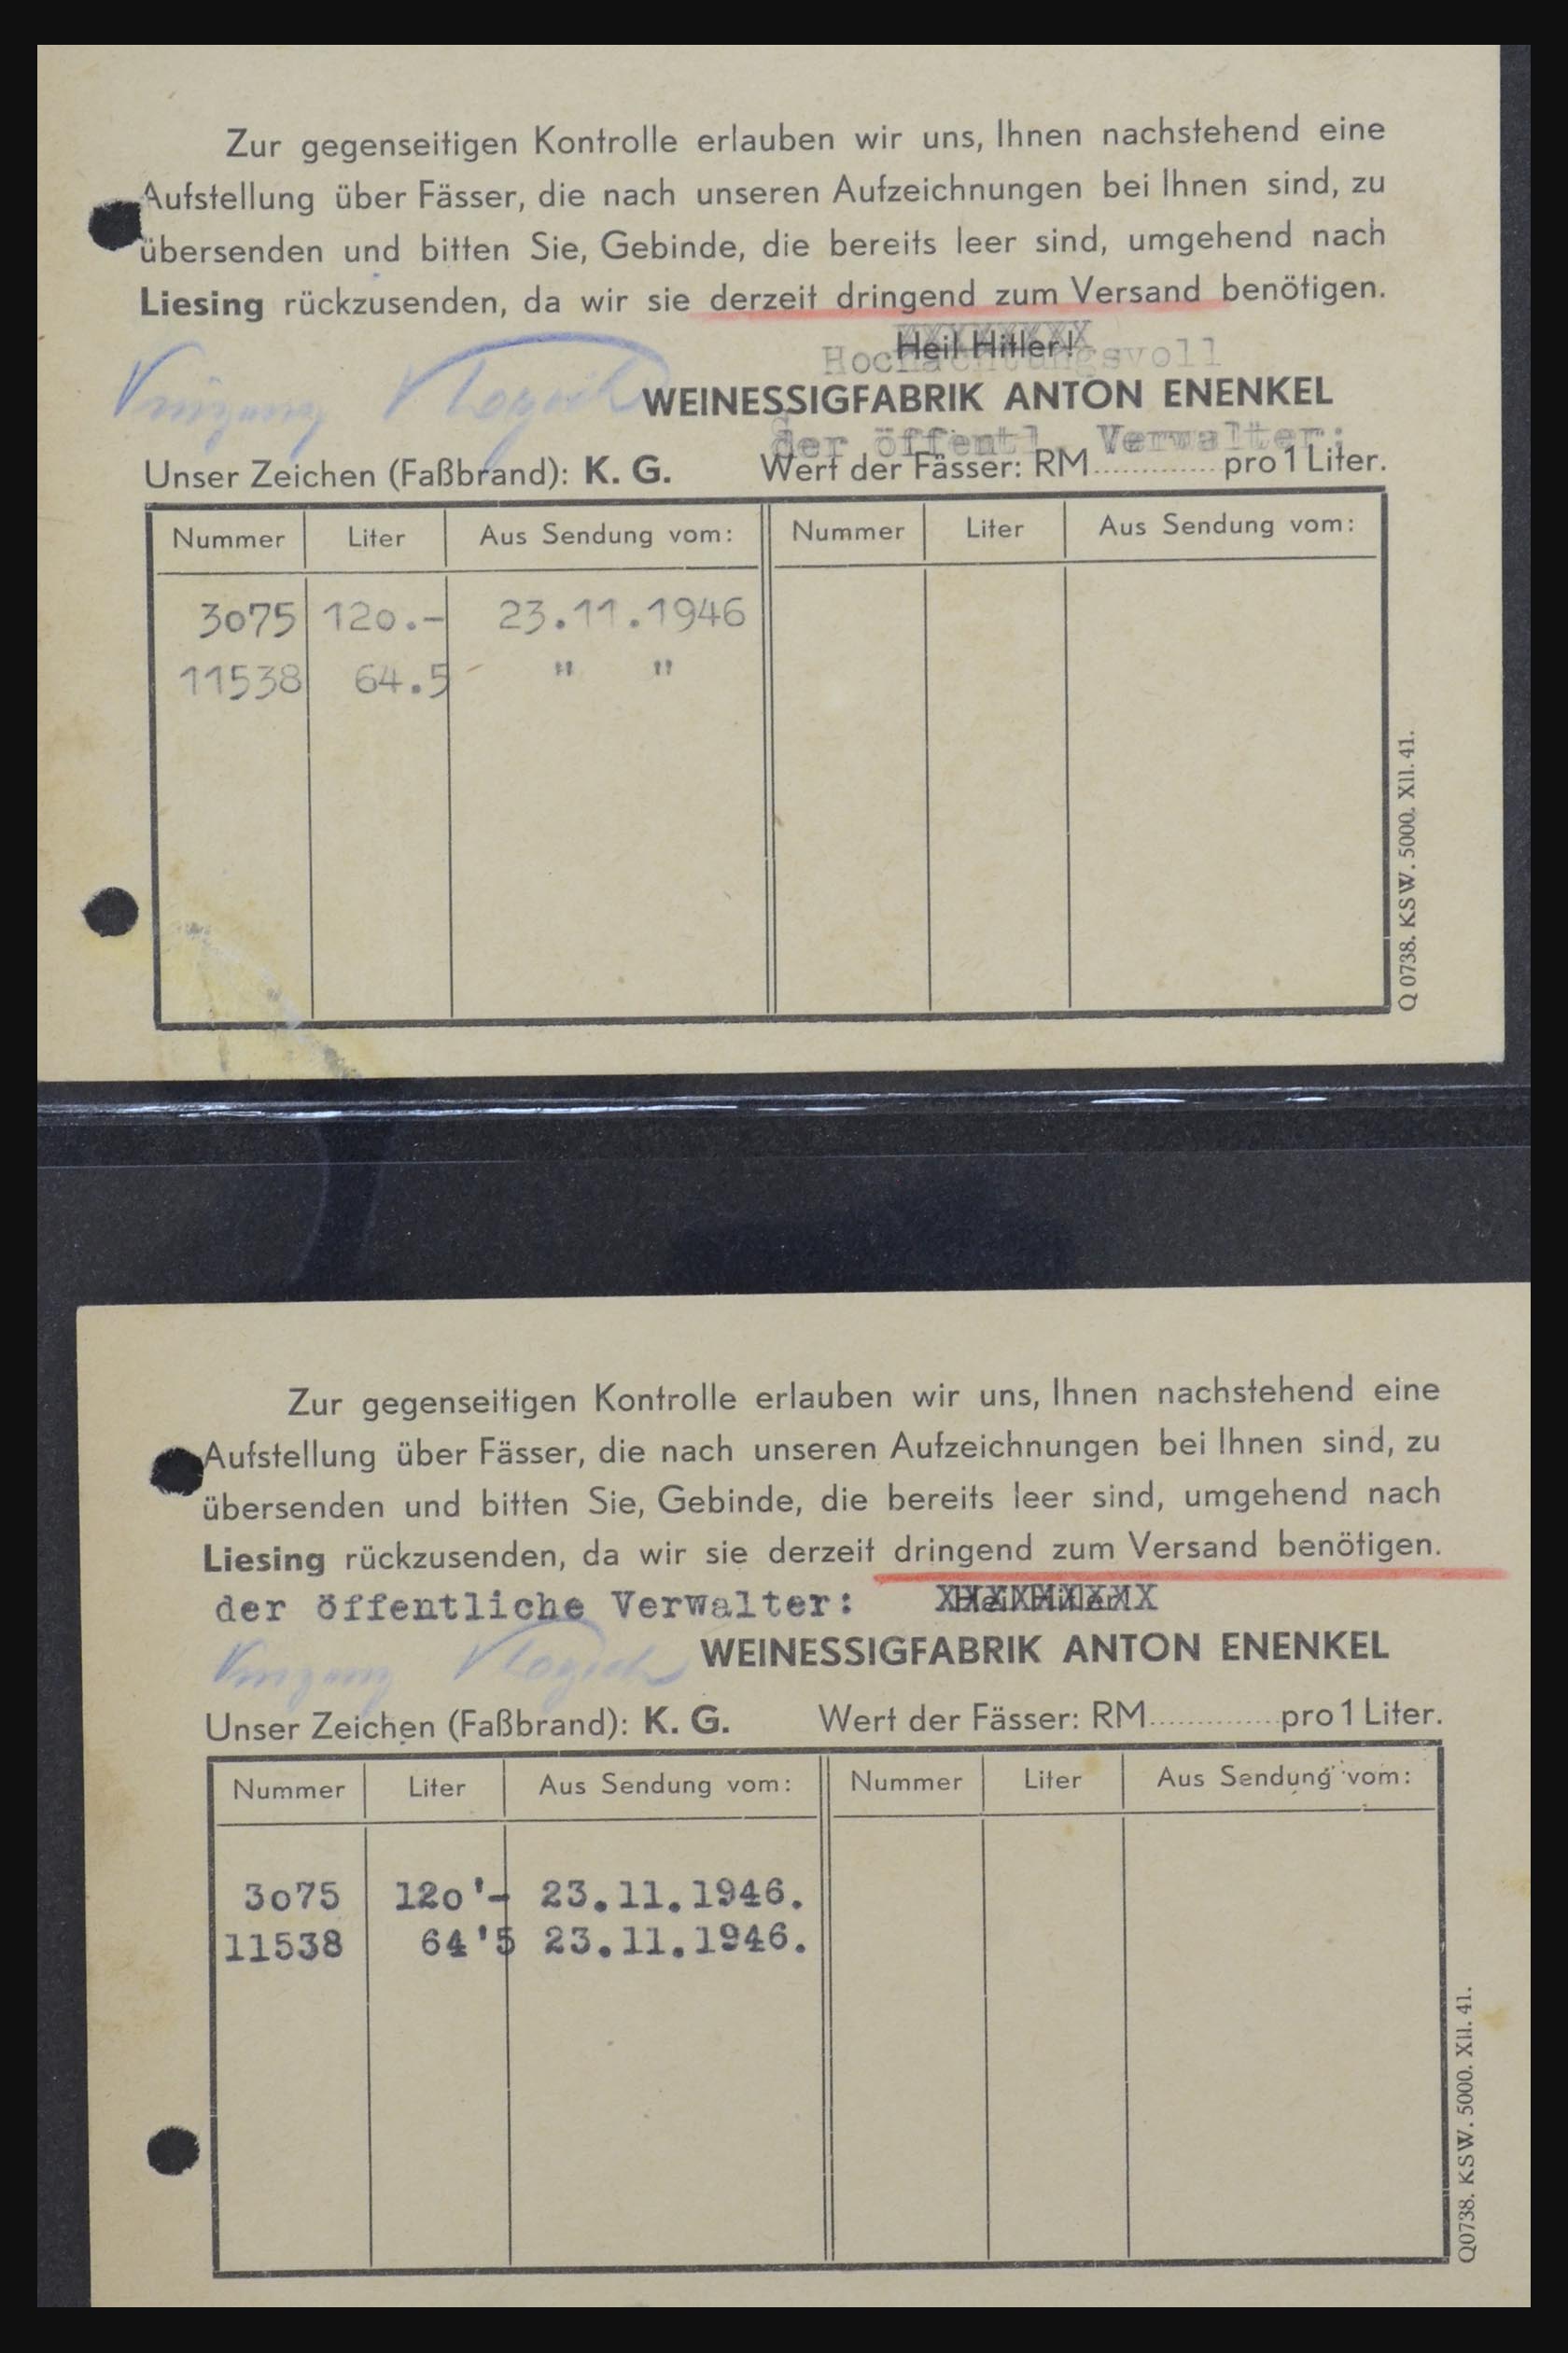 Zur gegenseitigen Kontrolle erlauben wir uns, Ihnen nachstehend eine
Aufstellung über Fässer, die nach unseren Aufzeichnungen bei Ihnen sind, zu
übersenden und bitten Sie, Gebinde, die bereits leer sind, umgehend nach
Liesing rückzusenden, da wir sie derzeit dringend zum Versand benötigen.
XXXXXXXX
Heil Hitler!
Hochachtungsvoll
WEINESSIGFABRIK ANTON ENENKEL
der öffentl. Verwalter:
Unser Zeichen (Faßbrand): K. G. Wert der Fässer: RM.............. pro 1 Liter.
Nummer Liter Aus Sendung vom: Nummer Liter Aus Sendung vom:
3075 120.- 23.11.1946
11538 64.5 " "
Q 0738. KSW. 5000. XII. 41.
Zur gegenseitigen Kontrolle erlauben wir uns, Ihnen nachstehend eine
Aufstellung über Fässer, die nach unseren Aufzeichnungen bei Ihnen sind, zu
übersenden und bitten Sie, Gebinde, die bereits leer sind, umgehend nach
Liesing rückzusenden, da wir sie derzeit dringend zum Versand benötigen.
der öffentliche Verwalter: Heil Hitler!
WEINESSIGFABRIK ANTON ENENKEL
Unser Zeichen (Faßbrand): K. G. Wert der Fässer: RM.............. pro 1 Liter.
Nummer Liter Aus Sendung vom: Nummer Liter Aus Sendung vom:
3075 120'- 23.11.1946.
11538 64'5 23.11.1946.
Q0738. KSW. 5000. XII. 41.